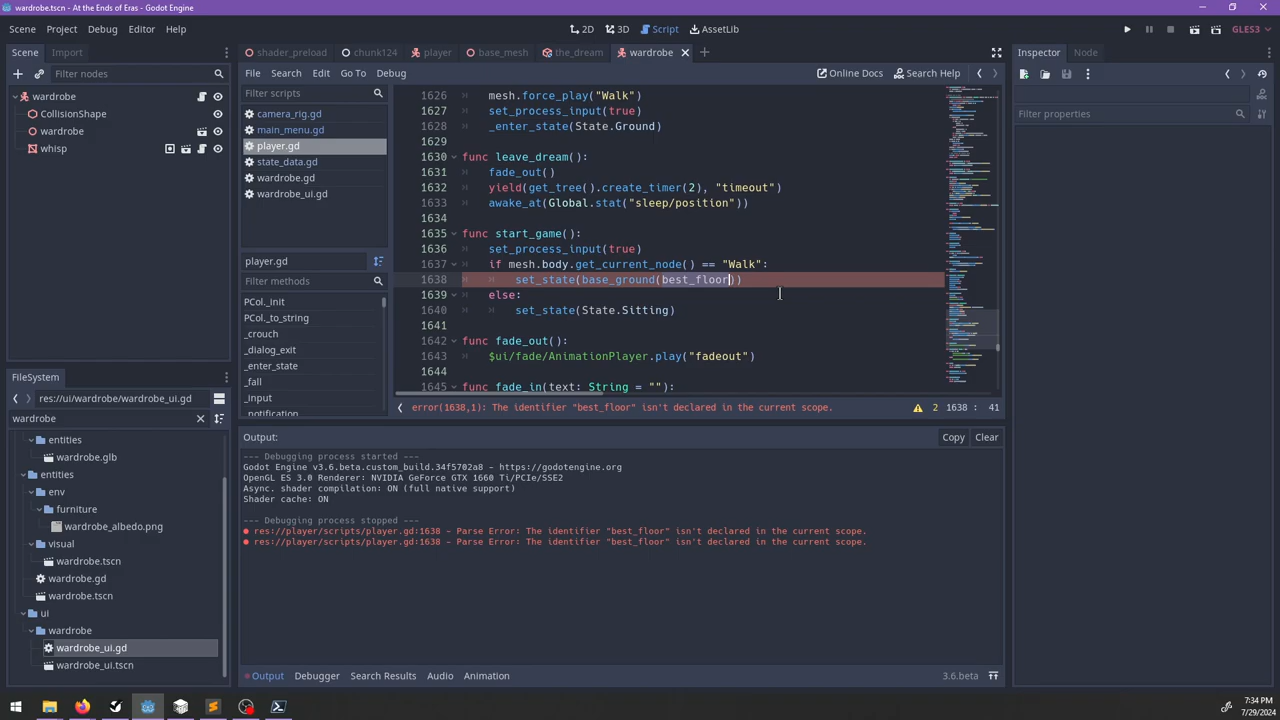 wardrobe.tscn - At the Ends of Eras - Godot Engine
Scene Project Debug Editor Help
2D 3D Script AssetLib
GLES3
Scene Import
shader_preload chunk124 player base_mesh the_dream wardrobe
Inspector Node
Filter nodes
File Search Edit Go To Debug
Online Docs Search Help
Filter scripts
Filter properties
wardrobe
CollisionShape
wardrobe
whisp
camera_rig.gd
main_menu.gd
player.gd
state_data.gd
player.gd
Filter methods
PCol_init
PCol_to_string
_crouch
_dialog_exit
_enter_state
_fall
_Input
notification
1626 mesh.force_play("Walk")
1627 set_process_input(true)
1628 _enter_state(State.Ground)
1629
1630 func leave_dream():
1631 fade_out()
1632 yield(get_tree().create_timer(2), "timeout")
1633 awake_at(Global.stat("sleep/position"))
1634
1635 func start_game():
1636 set_process_input(true)
1637 if mesh.body.get_current_node() == "Walk":
1638 set_state(base_ground(best_floor))
1639 else:
1640 set_state(State.Sitting)
1641
1642 func fade_out():
1643 $ui/fade/AnimationPlayer.play("fadeout")
1644
1645 func fade_in(text: String = ""):
error(1638,1): The identifier "best_floor" isn't declared in the current scope.
2 1638 : 41
FileSystem
res://ui/wardrobe/wardrobe_ui.gd
wardrobe
entities
wardrobe.glb
entities
env
furniture
wardrobe_albedo.png
visual
wardrobe.tscn
wardrobe.gd
wardrobe.tscn
ui
wardrobe
wardrobe_ui.gd
wardrobe_ui.tscn
Output:
Copy Clear
--- Debugging process started ---
Godot Engine v3.6.beta.custom_build.34f5702a8 - https://godotengine.org
OpenGL ES 3.0 Renderer: NVIDIA GeForce GTX 1660 Ti/PCIe/SSE2
Async. shader compilation: ON (full native support)
Shader cache: ON
--- Debugging process stopped ---
res://player/scripts/player.gd:1638 - Parse Error: The identifier "best_floor" isn't declared in the current scope.
res://player/scripts/player.gd:1638 - Parse Error: The identifier "best_floor" isn't declared in the current scope.
Output Debugger Search Results Audio Animation
3.6.beta
7:34 PM
7/29/2024